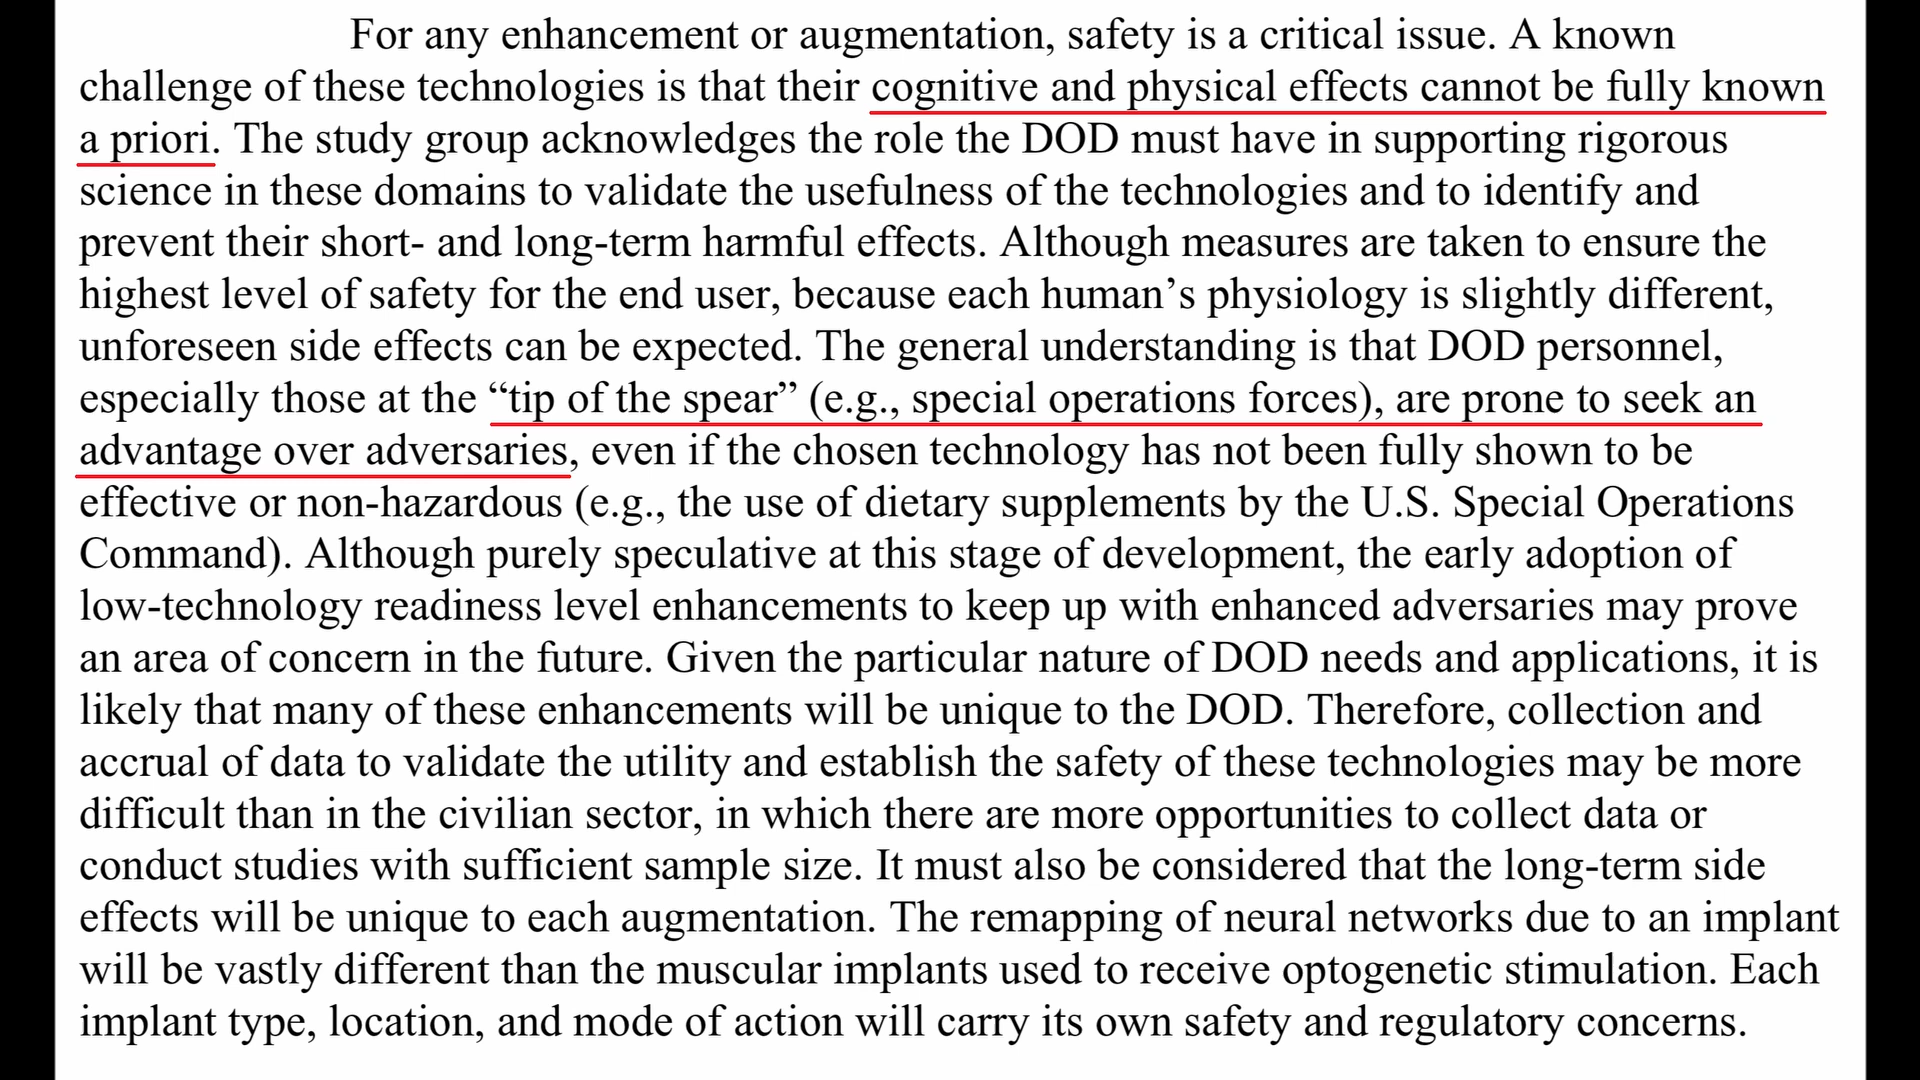 For any enhancement or augmentation, safety is a critical issue. A known
challenge of these technologies is that their cognitive and physical effects cannot be fully known
a priori. The study group acknowledges the role the DOD must have in supporting rigorous
science in these domains to validate the usefulness of the technologies and to identify and
prevent their short- and long-term harmful effects. Although measures are taken to ensure the
highest level of safety for the end user, because each human’s physiology is slightly different,
unforeseen side effects can be expected. The general understanding is that DOD personnel,
especially those at the “tip of the spear” (e.g., special operations forces), are prone to seek an
advantage over adversaries, even if the chosen technology has not been fully shown to be
effective or non-hazardous (e.g., the use of dietary supplements by the U.S. Special Operations
Command). Although purely speculative at this stage of development, the early adoption of
low-technology readiness level enhancements to keep up with enhanced adversaries may prove
an area of concern in the future. Given the particular nature of DOD needs and applications, it is
likely that many of these enhancements will be unique to the DOD. Therefore, collection and
accrual of data to validate the utility and establish the safety of these technologies may be more
difficult than in the civilian sector, in which there are more opportunities to collect data or
conduct studies with sufficient sample size. It must also be considered that the long-term side
effects will be unique to each augmentation. The remapping of neural networks due to an implant
will be vastly different than the muscular implants used to receive optogenetic stimulation. Each
implant type, location, and mode of action will carry its own safety and regulatory concerns.